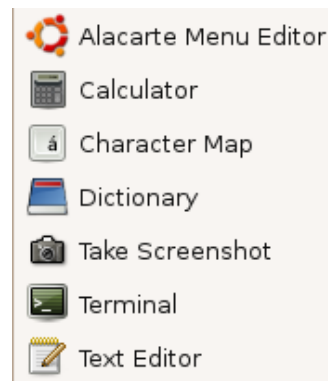 Alacarte Menu Editor
Calculator
á Character Map
Dictionary
Take Screenshot
>_ Terminal
Text Editor